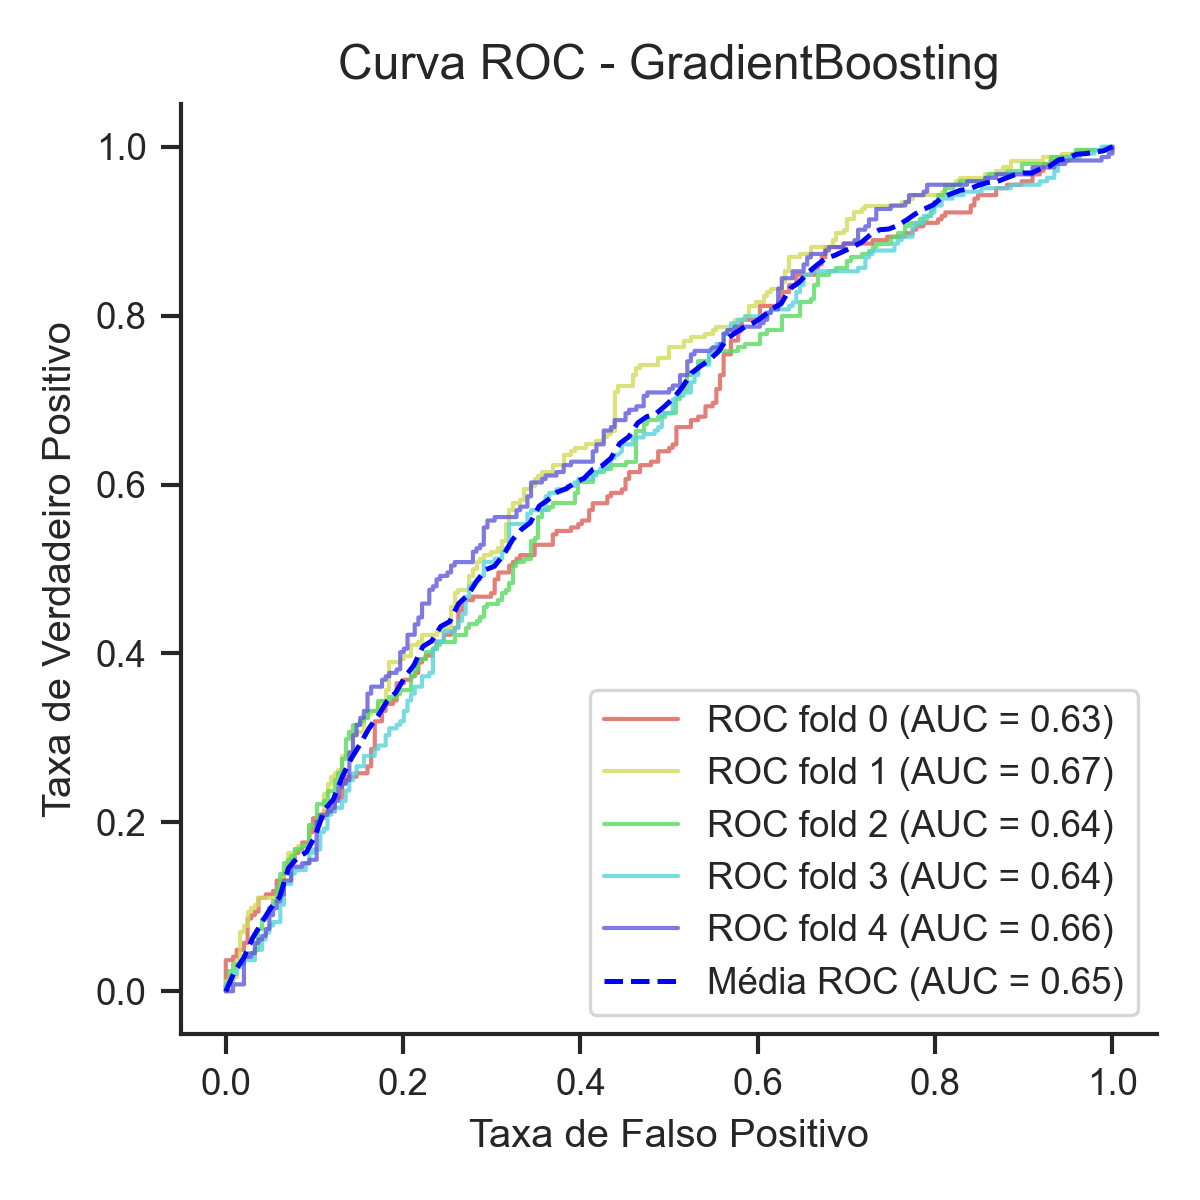 Curva ROC - GradientBoosting
Taxa de Verdadeiro Positivo
1.0
0.8
0.6
0.4
0.2
0.0
ROC fold 0 (AUC = 0.63)
ROC fold 1 (AUC = 0.67)
ROC fold 2 (AUC = 0.64)
ROC fold 3 (AUC = 0.64)
ROC fold 4 (AUC = 0.66)
Média ROC (AUC = 0.65)
0.0 0.2 0.4 0.6 0.8 1.0
Taxa de Falso Positivo